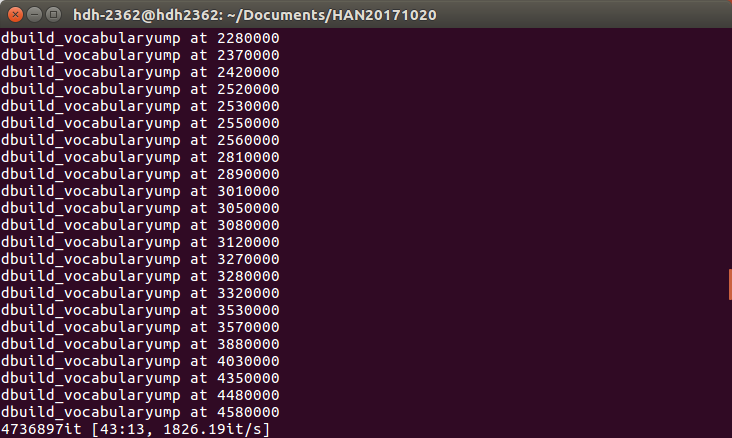 hdh-2362@hdh2362: ~/Documents/HAN20171020
dbuild_vocabularyump at 2280000
dbuild_vocabularyump at 2370000
dbuild_vocabularyump at 2420000
dbuild_vocabularyump at 2520000
dbuild_vocabularyump at 2530000
dbuild_vocabularyump at 2550000
dbuild_vocabularyump at 2560000
dbuild_vocabularyump at 2810000
dbuild_vocabularyump at 2890000
dbuild_vocabularyump at 3010000
dbuild_vocabularyump at 3050000
dbuild_vocabularyump at 3080000
dbuild_vocabularyump at 3120000
dbuild_vocabularyump at 3270000
dbuild_vocabularyump at 3280000
dbuild_vocabularyump at 3320000
dbuild_vocabularyump at 3530000
dbuild_vocabularyump at 3570000
dbuild_vocabularyump at 3880000
dbuild_vocabularyump at 4030000
dbuild_vocabularyump at 4350000
dbuild_vocabularyump at 4480000
dbuild_vocabularyump at 4580000
4736897it [43:13, 1826.19it/s]